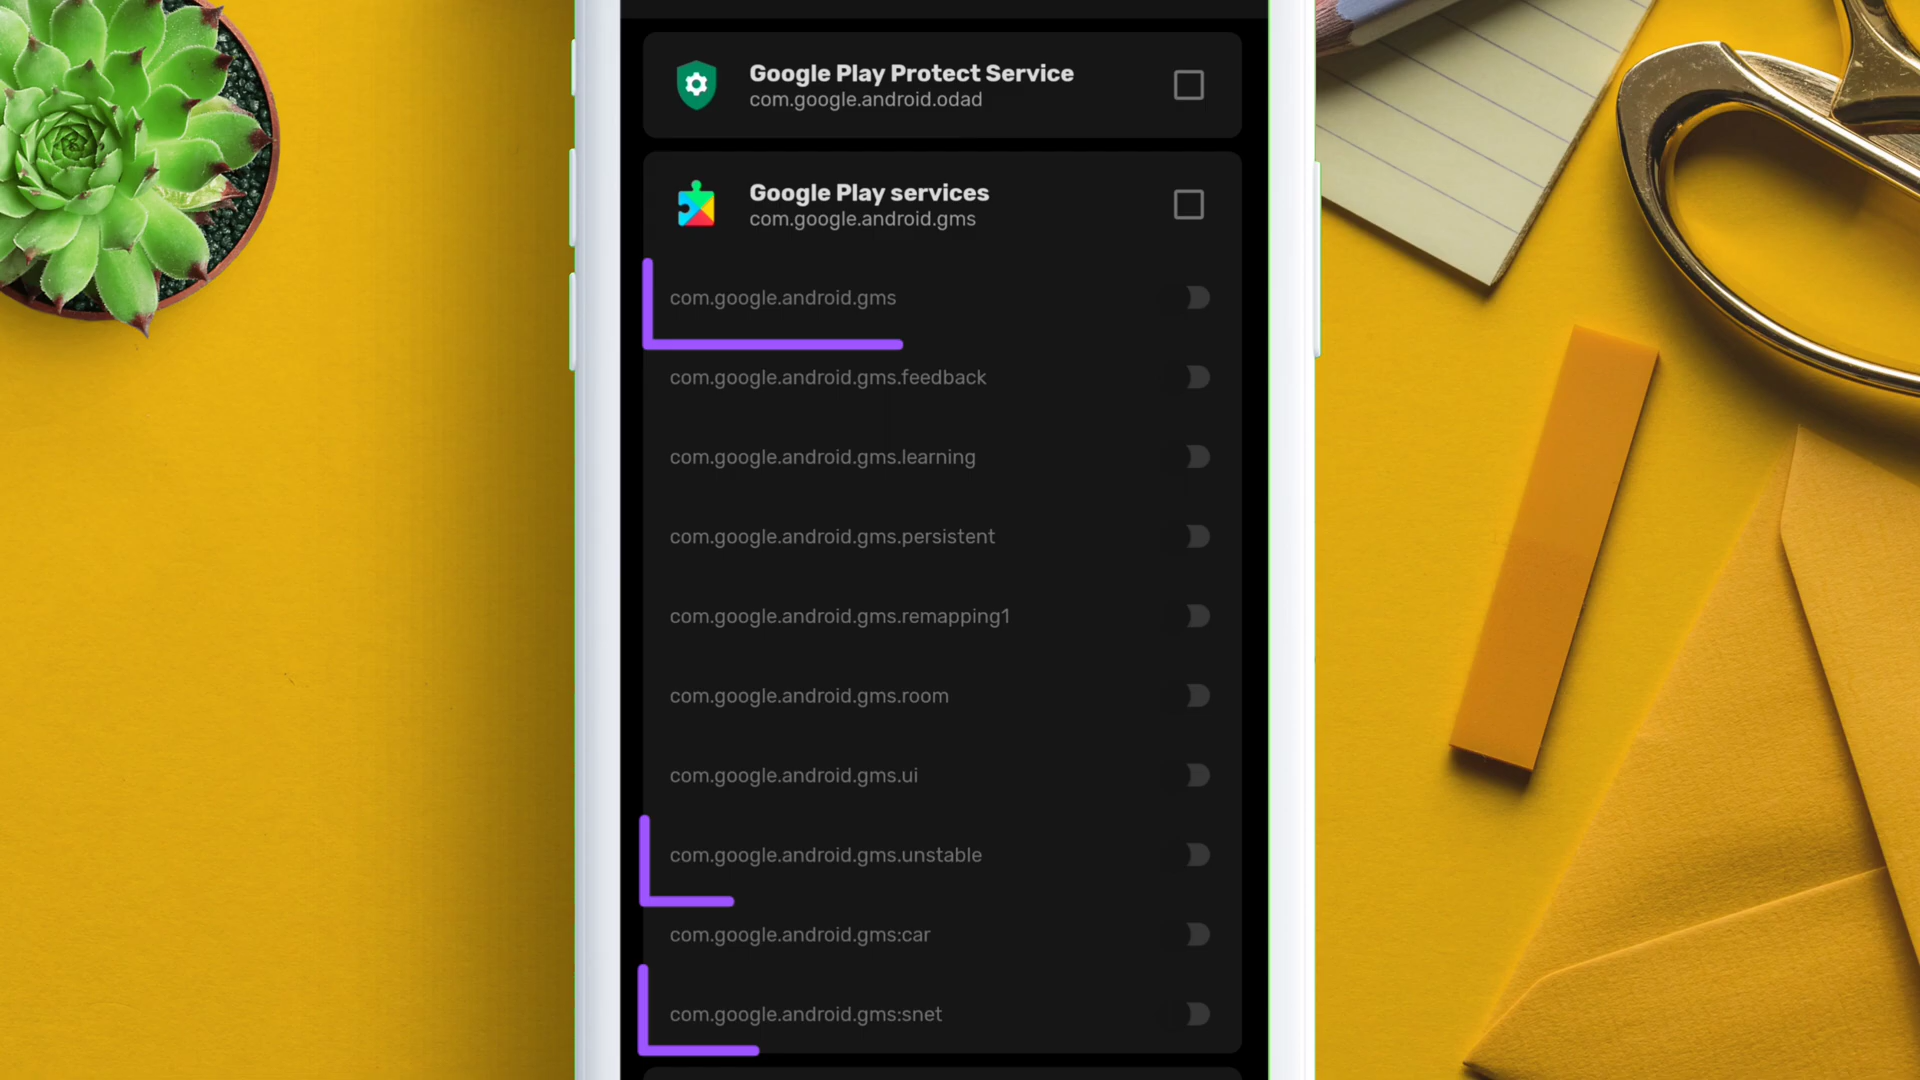 Google Play Protect Service
com.google.android.odad
Google Play services
com.google.android.gms
com.google.android.gms
com.google.android.gms.feedback
com.google.android.gms.learning
com.google.android.gms.persistent
com.google.android.gms.remapping1
com.google.android.gms.room
com.google.android.gms.ui
com.google.android.gms.unstable
com.google.android.gms:car
com.google.android.gms:snet